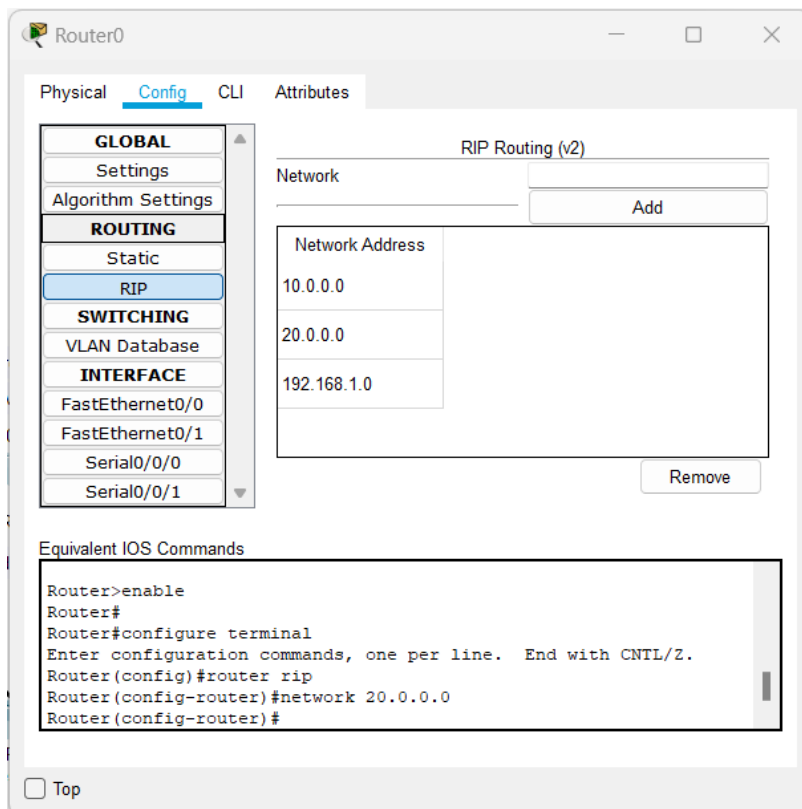 Router0
Physical Config CLI Attributes
GLOBAL
Settings
Algorithm Settings
ROUTING
Static
RIP
SWITCHING
VLAN Database
INTERFACE
FastEthernet0/0
FastEthernet0/1
Serial0/0/0
Serial0/0/1
RIP Routing (v2)
Network
Add
Network Address
10.0.0.0
20.0.0.0
192.168.1.0
Remove
Equivalent IOS Commands
Router>enable
Router#
Router#configure terminal
Enter configuration commands, one per line. End with CNTL/Z.
Router(config)#router rip
Router(config-router)#network 20.0.0.0
Router(config-router)#
Top